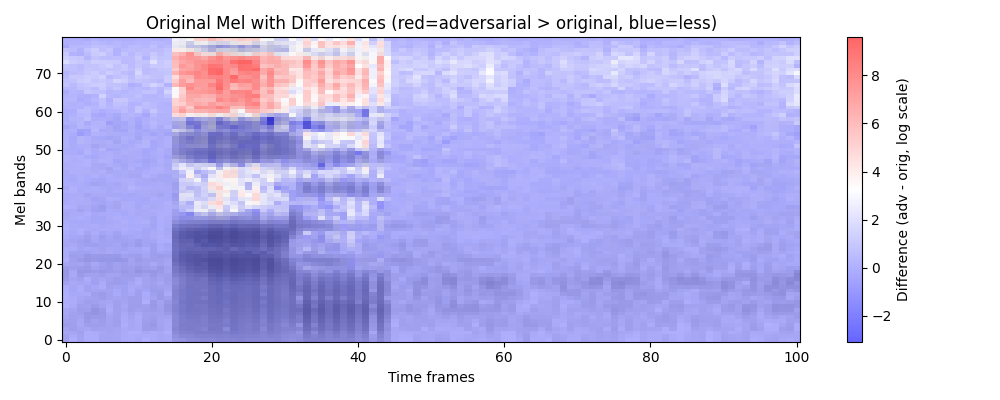 Original Mel with Differences (red=adversarial > original, blue=less)
70
60
50
40
30
20
10
0
Mel bands
0 20 40 60 80 100
Time frames
8
6
4
2
0
−2
Difference (adv - orig, log scale)